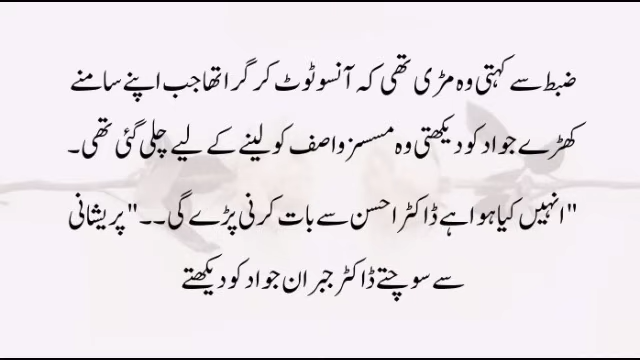 ضبط سے کہتی وہ مڑی تھی کہ آنسو ٹوٹ کر گرا تھا جب اپنے سامنے
کھڑے جواد کو دیکھتی وہ مسسز واصف کو لینے کے لیے چلی گئی تھی۔
"انہیں کیا ہوا ہے ڈاکٹر احسن سے بات کرنی پڑے گی۔۔" پریشانی
سے سوچتے ڈاکٹر جبران جواد کو دیکھتے